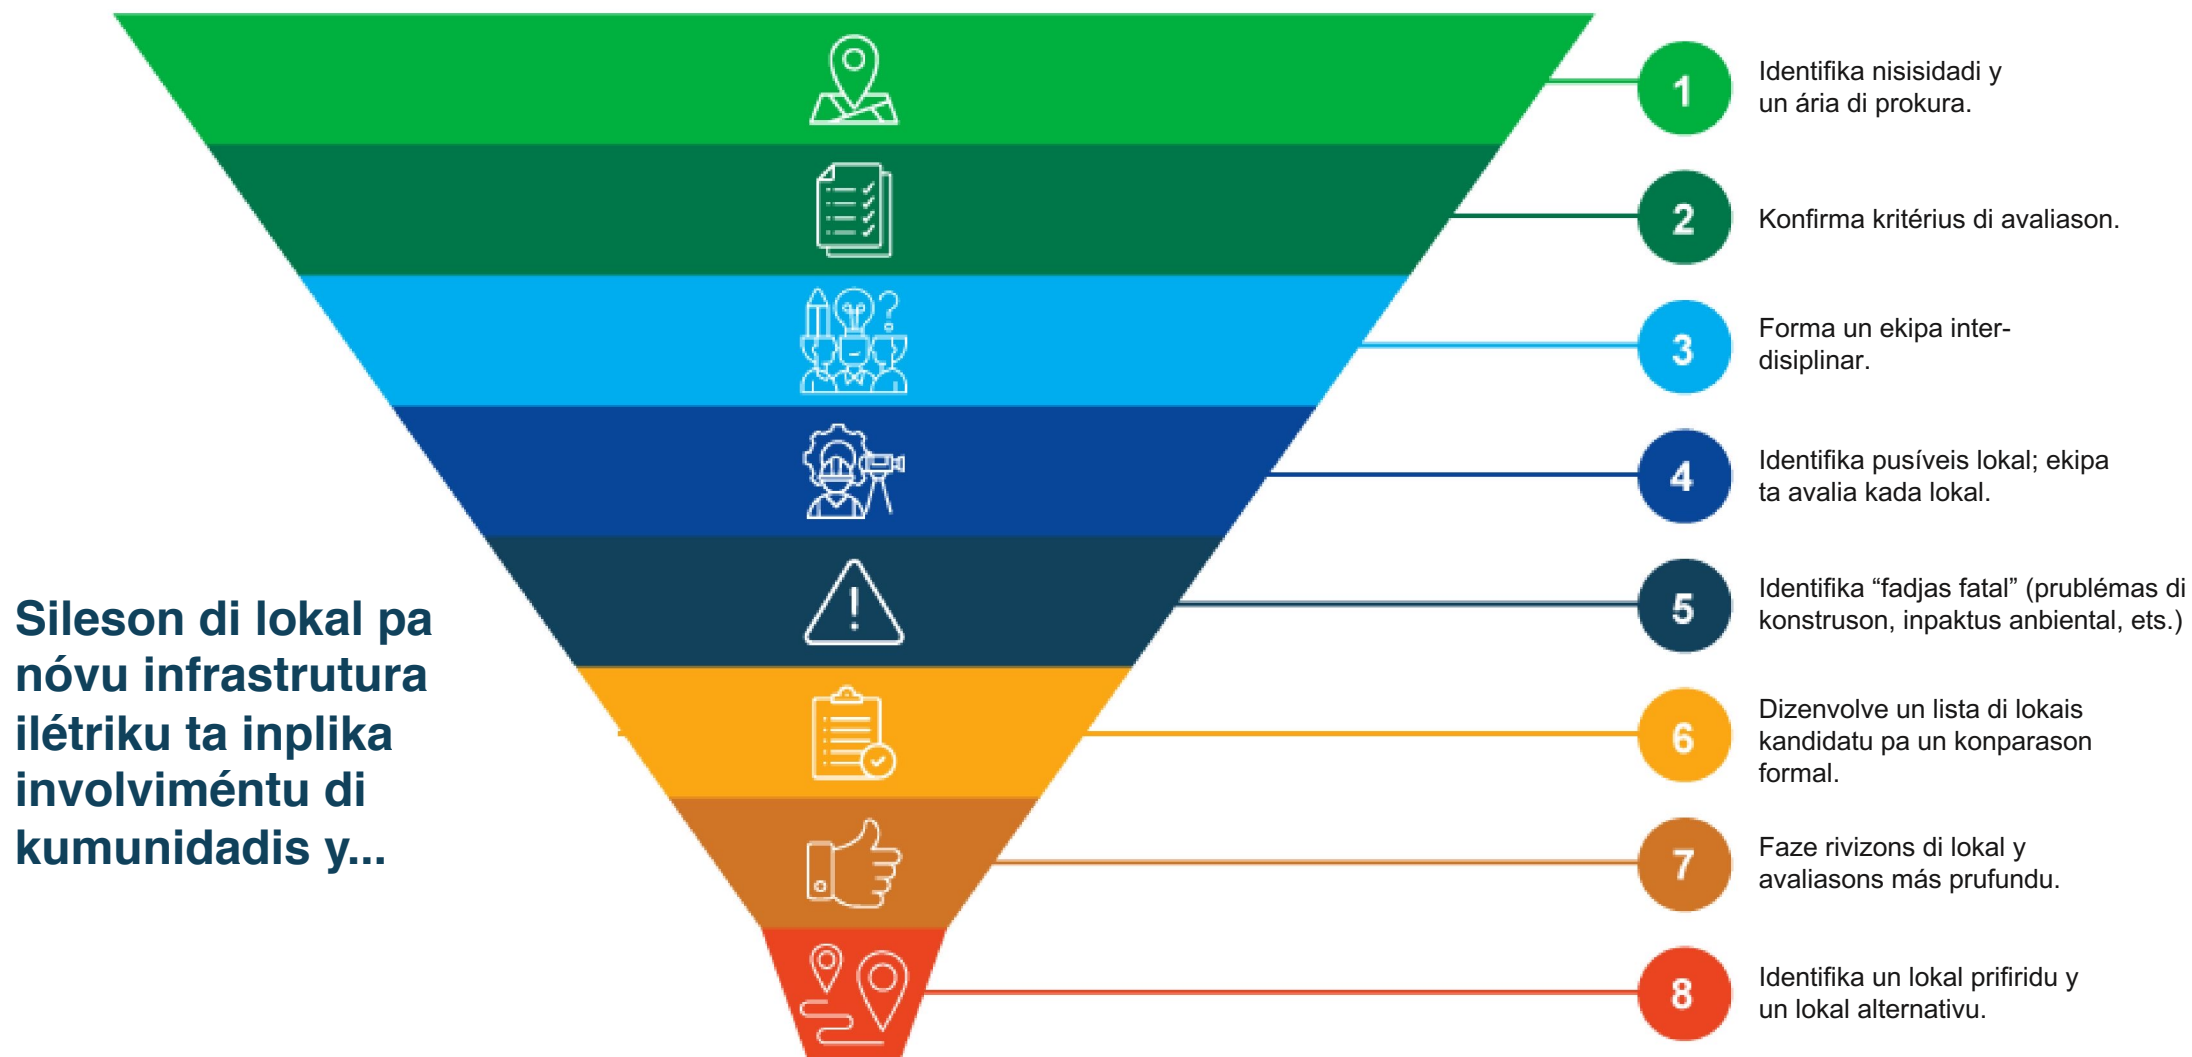 Sileson di lokal pa
nóvu infrastrutura
ilétriku ta inplika
involviméntu di
kumunidadis y...
1
Identifika nisisidadi y
un ária di prokura.
2
Konfirma kritérius di avaliason.
3
Forma un ekipa inter-
disiplinar.
4
Identifika pusíveis lokal; ekipa
ta avalia kada lokal.
5
Identifika “fadjas fatal” (prublémas di
konstruson, inpaktus anbiental, ets.)
6
Dizenvolve un lista di lokais
kandidatu pa un konparason
formal.
7
Faze rivizons di lokal y
avaliasons más prufundu.
8
Identifika un lokal prifiridu y
un lokal alternativu.